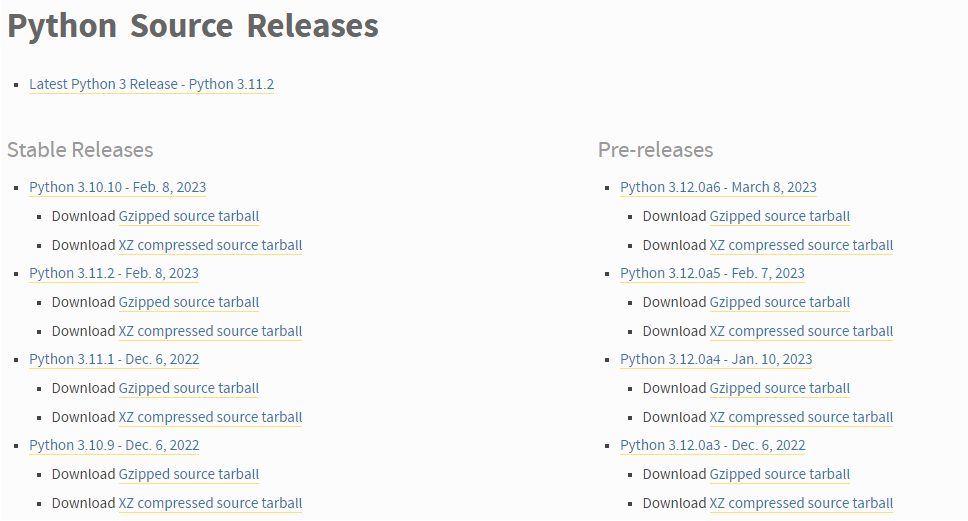 Python Source Releases
Latest Python 3 Release - Python 3.11.2
Stable Releases
Python 3.10.10 - Feb. 8, 2023
Download Gzipped source tarball
Download XZ compressed source tarball
Python 3.11.2 - Feb. 8, 2023
Download Gzipped source tarball
Download XZ compressed source tarball
Python 3.11.1 - Dec. 6, 2022
Download Gzipped source tarball
Download XZ compressed source tarball
Python 3.10.9 - Dec. 6, 2022
Download Gzipped source tarball
Download XZ compressed source tarball
Pre-releases
Python 3.12.0a6 - March 8, 2023
Download Gzipped source tarball
Download XZ compressed source tarball
Python 3.12.0a5 - Feb. 7, 2023
Download Gzipped source tarball
Download XZ compressed source tarball
Python 3.12.0a4 - Jan. 10, 2023
Download Gzipped source tarball
Download XZ compressed source tarball
Python 3.12.0a3 - Dec. 6, 2022
Download Gzipped source tarball
Download XZ compressed source tarball